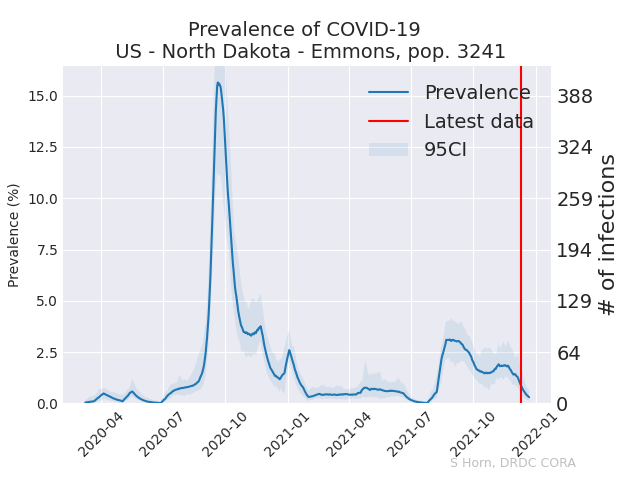 Prevalence of COVID-19
US - North Dakota - Emmons, pop. 3241
Prevalence
Latest data
95CI
Prevalence (%)
15.0
12.5
10.0
7.5
5.0
2.5
0.0
388
324
259
194
129
64
0
# of infections
2020-04
2020-07
2020-10
2021-01
2021-04
2021-07
2021-10
2022-01
S Horn, DRDC CORA